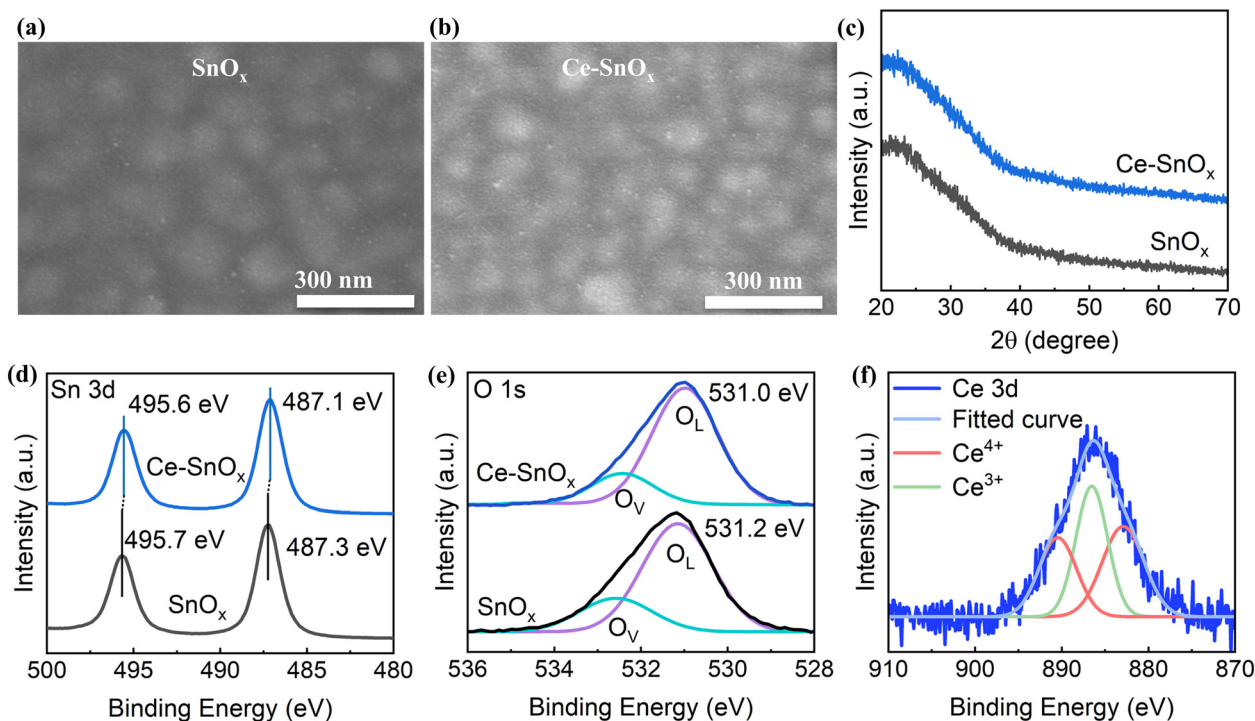 (a)
SnOₓ
300 nm
(b)
Ce-SnOₓ
300 nm
(c)
Intensity (a.u.)
Ce-SnOₓ
SnOₓ
20 30 40 50 60 70
2θ (degree)
(d)
Sn 3d
495.6 eV
487.1 eV
Ce-SnOₓ
495.7 eV
487.3 eV
SnOₓ
Intensity (a.u.)
500 495 490 485 480
Binding Energy (eV)
(e)
O 1s
531.0 eV
O_L
Ce-SnOₓ
O_V
531.2 eV
O_L
SnOₓ
O_V
Intensity (a.u.)
536 534 532 530 528
Binding Energy (eV)
(f)
Ce 3d
Fitted curve
Ce⁴⁺
Ce³⁺
Intensity (a.u.)
910 900 890 880 870
Binding Energy (eV)